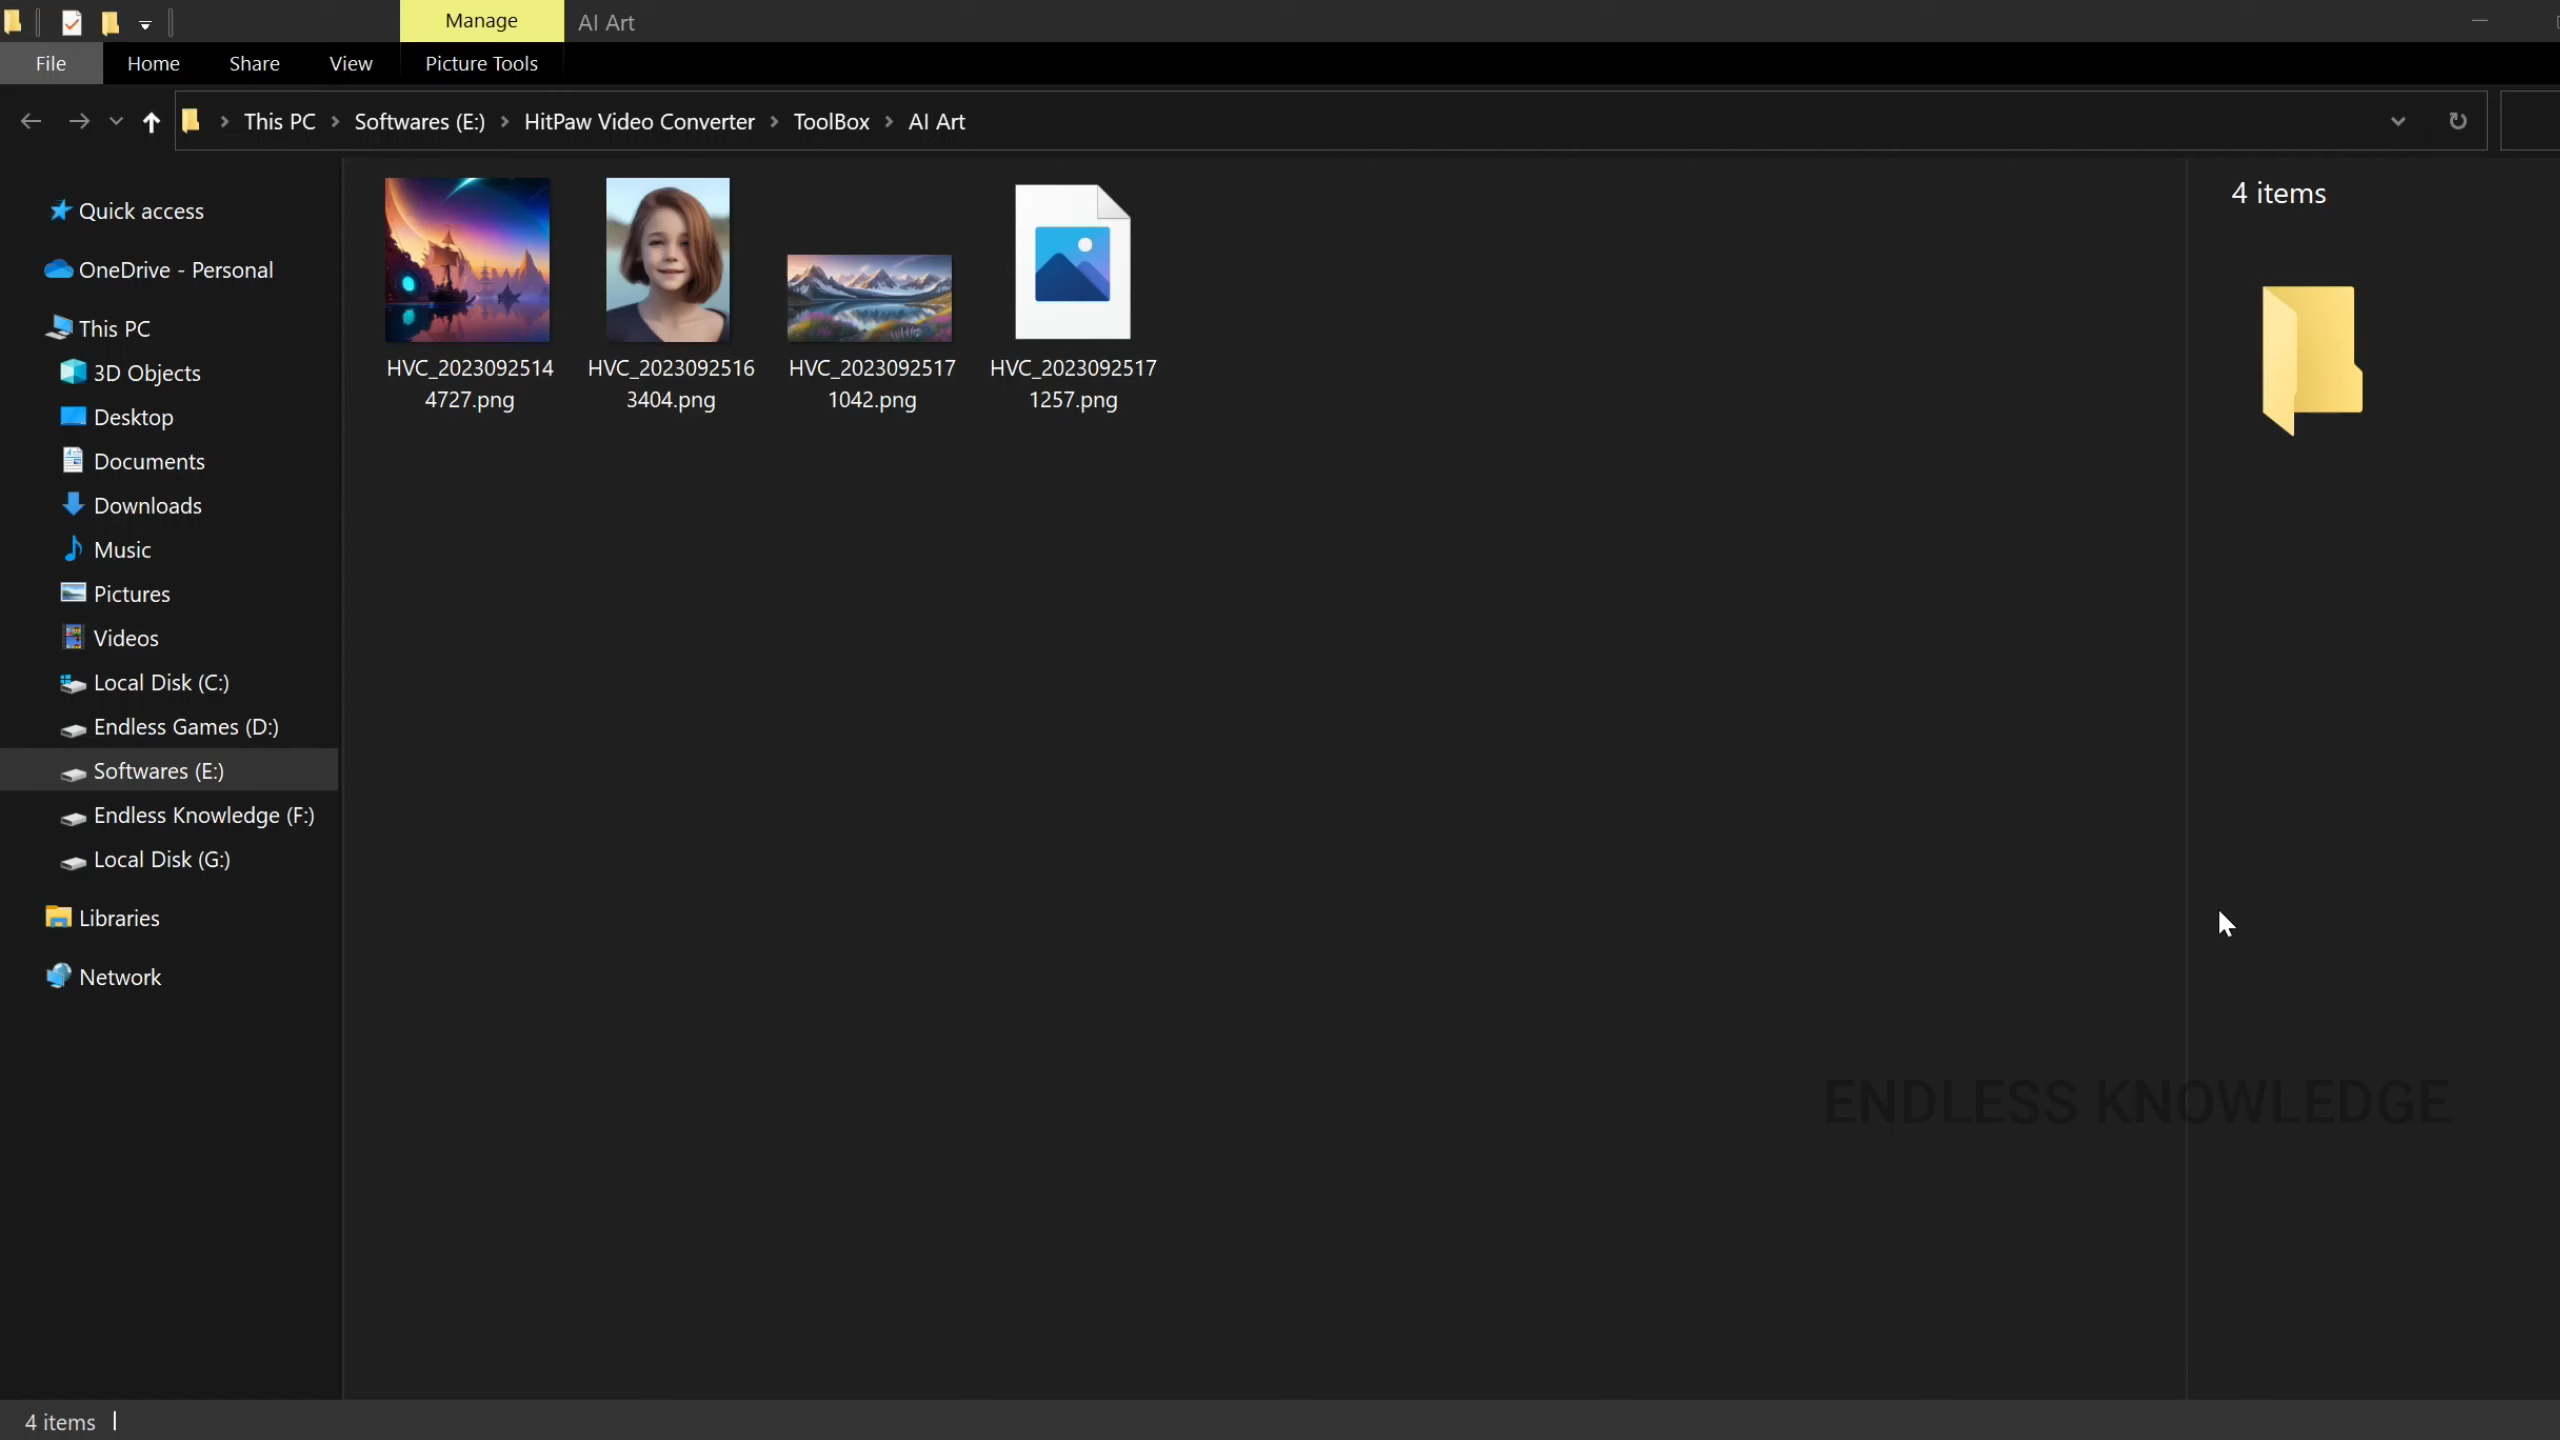 Manage
AI Art
File
Home
Share
View
Picture Tools
This PC
Softwares (E:)
HitPaw Video Converter
ToolBox
AI Art
Quick access
OneDrive - Personal
This PC
3D Objects
Desktop
Documents
Downloads
Music
Pictures
Videos
Local Disk (C:)
Endless Games (D:)
Softwares (E:)
Endless Knowledge (F:)
Local Disk (G:)
Libraries
Network
HVC_2023092514
4727.png
HVC_2023092516
3404.png
HVC_2023092517
1042.png
HVC_2023092517
1257.png
4 items
ENDLESS KNOWLEDGE
4 items